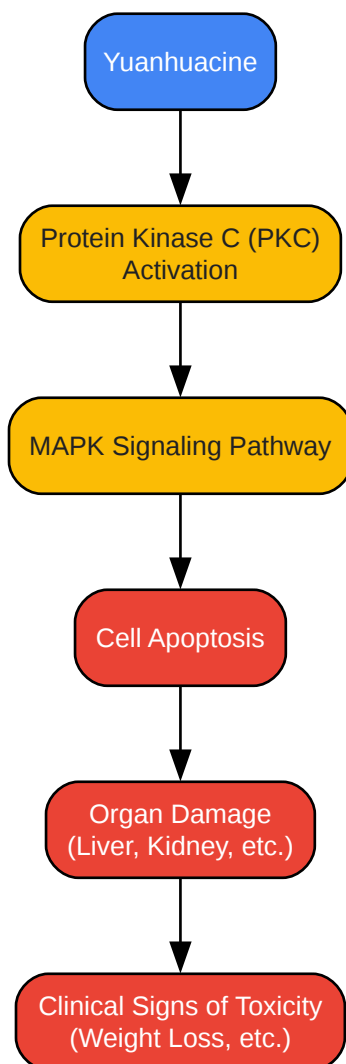 Yuanhuacine
Protein Kinase C (PKC)
Activation
MAPK Signaling Pathway
Cell Apoptosis
Organ Damage
(Liver, Kidney, etc.)
Clinical Signs of Toxicity
(Weight Loss, etc.)